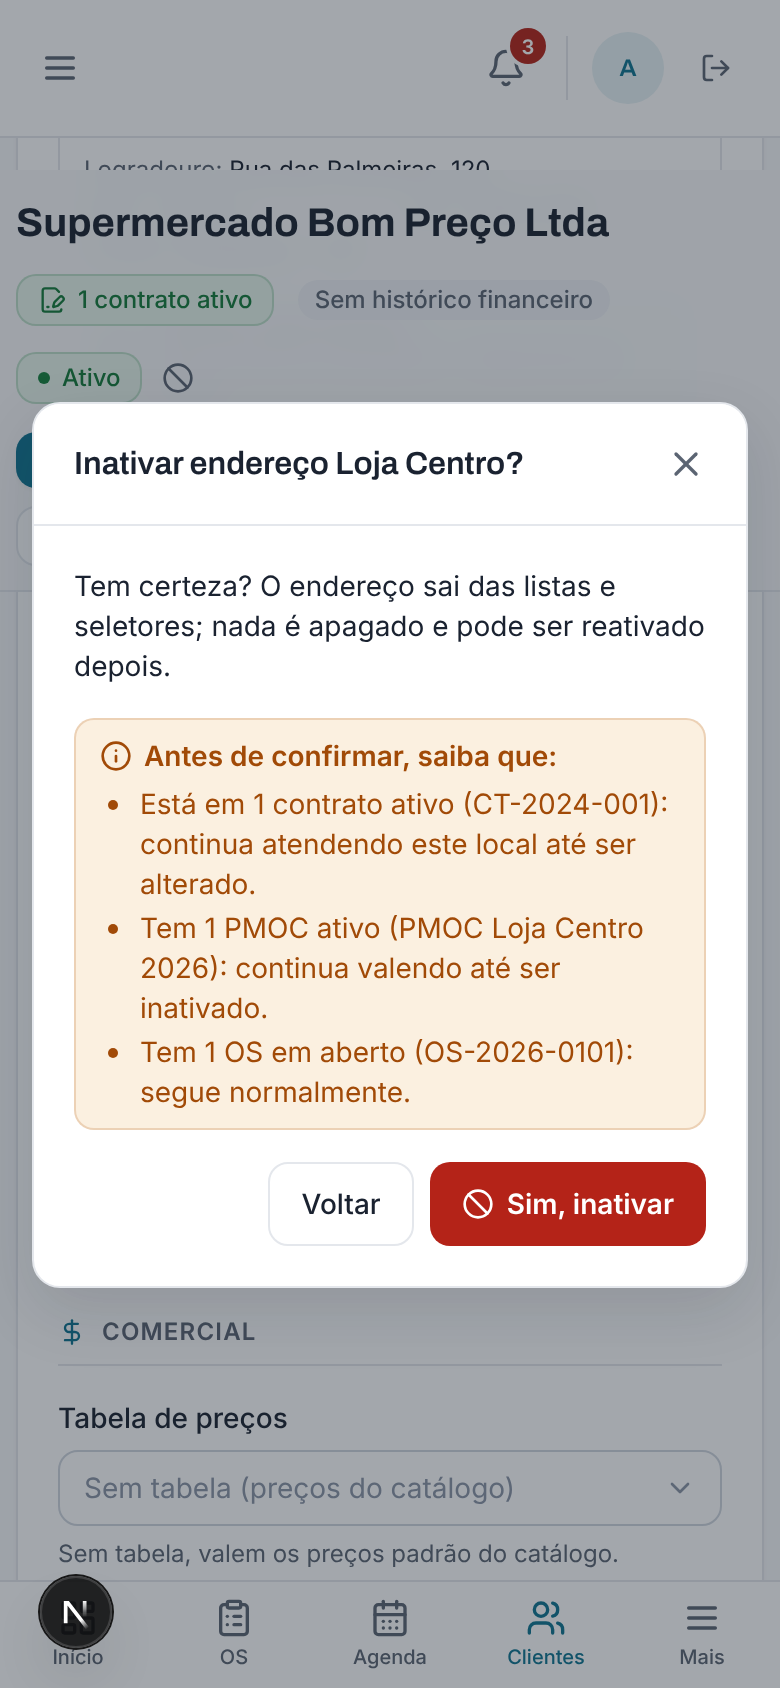 3
A
Logradouro: Rua das Palmeiras, 120
Supermercado Bom Preço Ltda
1 contrato ativo
Sem histórico financeiro
Ativo
Inativar endereço Loja Centro?
Tem certeza? O endereço sai das listas e
seletores; nada é apagado e pode ser reativado
depois.
Antes de confirmar, saiba que:
• Está em 1 contrato ativo (CT-2024-001):
continua atendendo este local até ser
alterado.
• Tem 1 PMOC ativo (PMOC Loja Centro
2026): continua valendo até ser
inativado.
• Tem 1 OS em aberto (OS-2026-0101):
segue normalmente.
Voltar
Sim, inativar
COMERCIAL
Tabela de preços
Sem tabela (preços do catálogo)
Sem tabela, valem os preços padrão do catálogo.
N
Início
OS
Agenda
Clientes
Mais